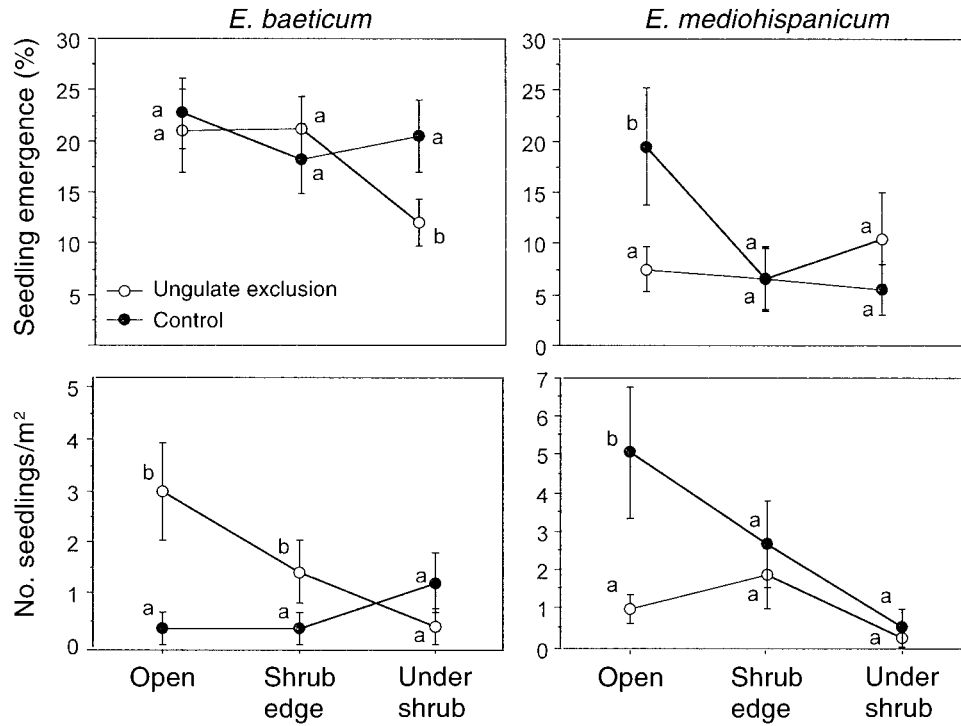 E. baeticum
E. mediohispanicum
Seedling emergence (%)
30
25
20
15
10
5
a
a
a
a
a
b
Ungulate exclusion
Control
30
25
20
15
10
5
0
b
a
a
a
a
a
No. seedlings/m²
5
4
3
2
1
0
b
a
b
a
a
a
Open
Shrub
edge
Under
shrub
7
6
5
4
3
2
1
0
b
a
a
a
a
a
Open
Shrub
edge
Under
shrub